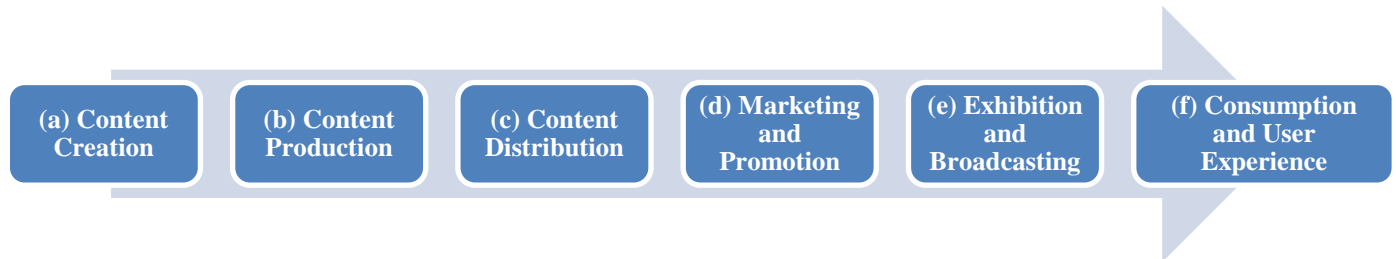 (a) Content
Creation
(b) Content
Production
(c) Content
Distribution
(d) Marketing
and
Promotion
(e) Exhibition
and
Broadcasting
(f) Consumption
and User
Experience